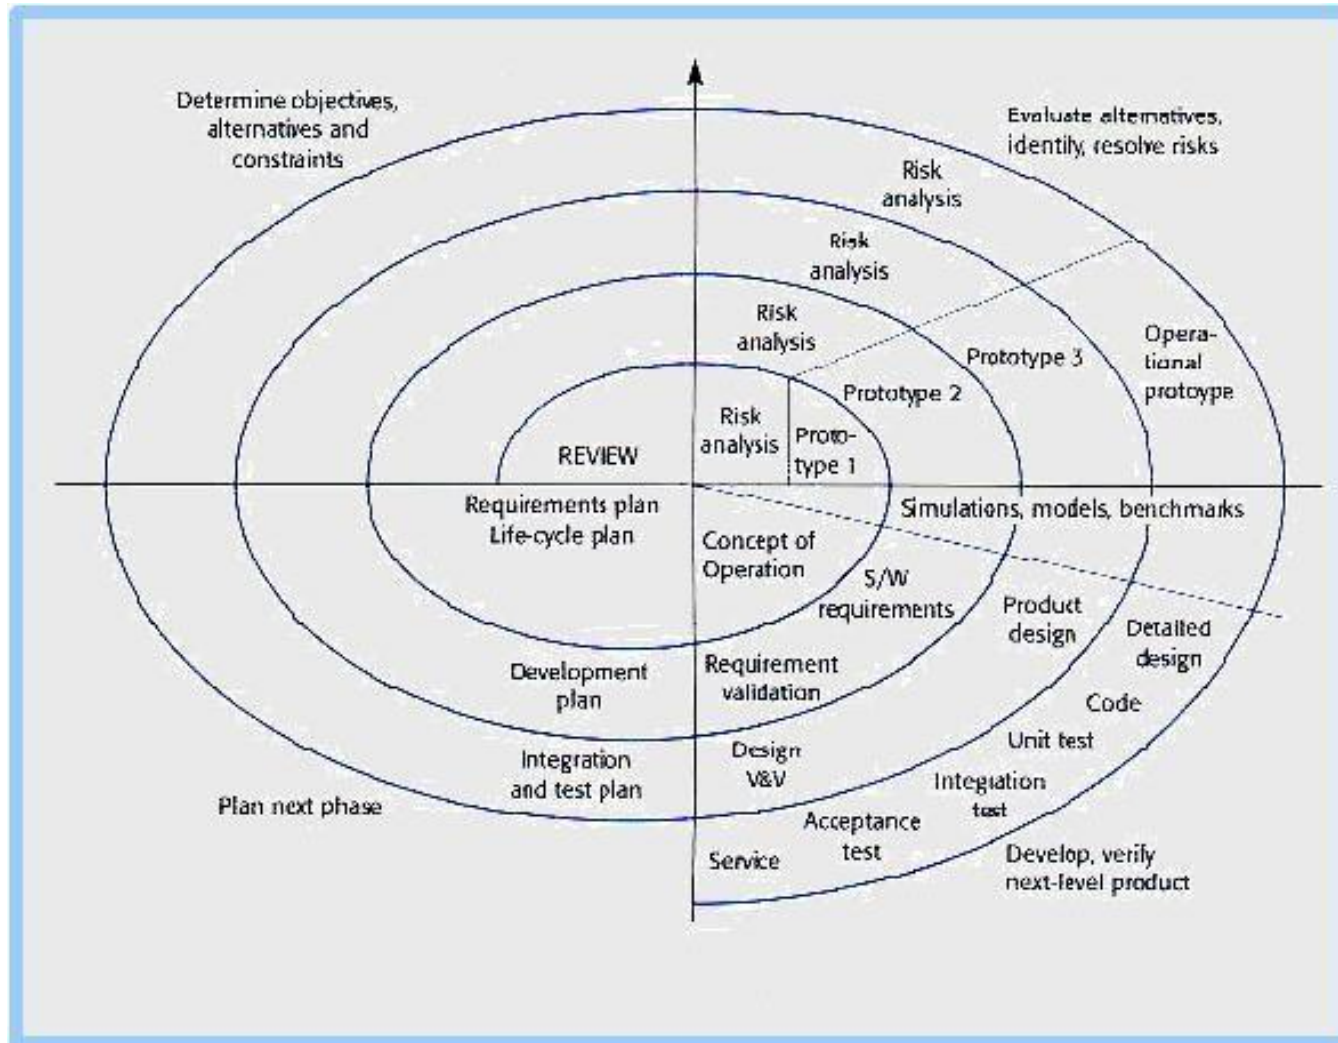 Determine objectives,
alternatives and
constraints
Evaluate alternatives,
identify, resolve risks
Risk
analysis
Risk
analysis
Risk
analysis
Risk
analysis
Proto-
type 1
Prototype 2
Prototype 3
Opera-
tional
protoype
REVIEW
Requirements plan
Life-cycle plan
Simulations, models, benchmarks
Concept of
Operation
S/W
requirements
Product
design
Detailed
design
Development
plan
Requirement
validation
Code
Unit test
Integration
and test plan
Design
V&V
Integration
test
Plan next phase
Acceptance
test
Service
Develop, verify
next-level product